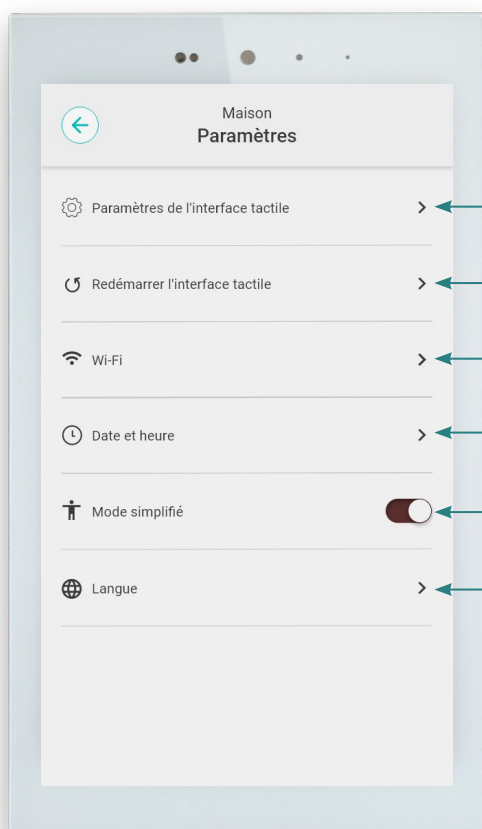 Maison
Paramètres
Paramètres de l'interface tactile
Redémarrer l'interface tactile
Wi-Fi
Date et heure
Mode simplifié
Langue